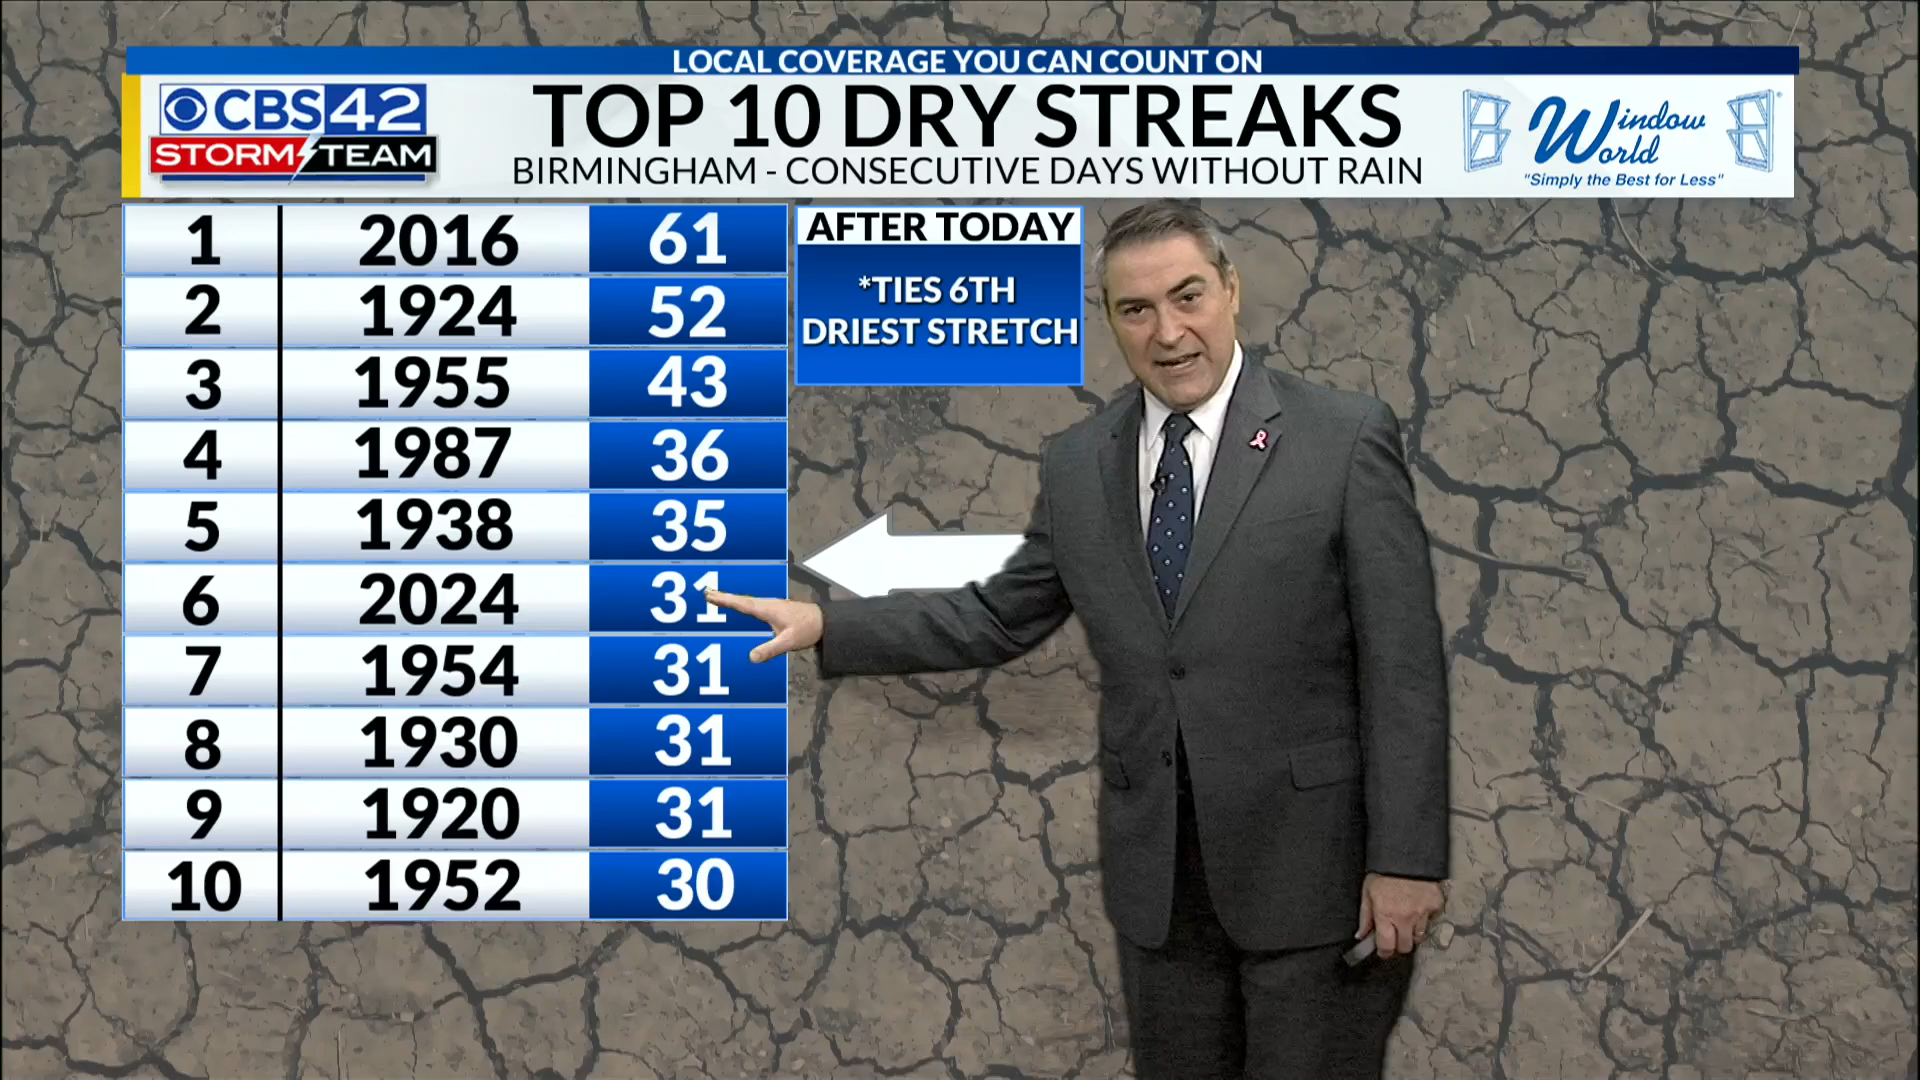 LOCAL COVERAGE YOU CAN COUNT ON
CBS 42
STORM TEAM
TOP 10 DRY STREAKS
BIRMINGHAM - CONSECUTIVE DAYS WITHOUT RAIN
Window
World
®
"Simply the Best for Less"
1 2016 61
2 1924 52
3 1955 43
4 1987 36
5 1938 35
6 2024 31
7 1954 31
8 1930 31
9 1920 31
10 1952 30
AFTER TODAY
*TIES 6TH
DRIEST STRETCH